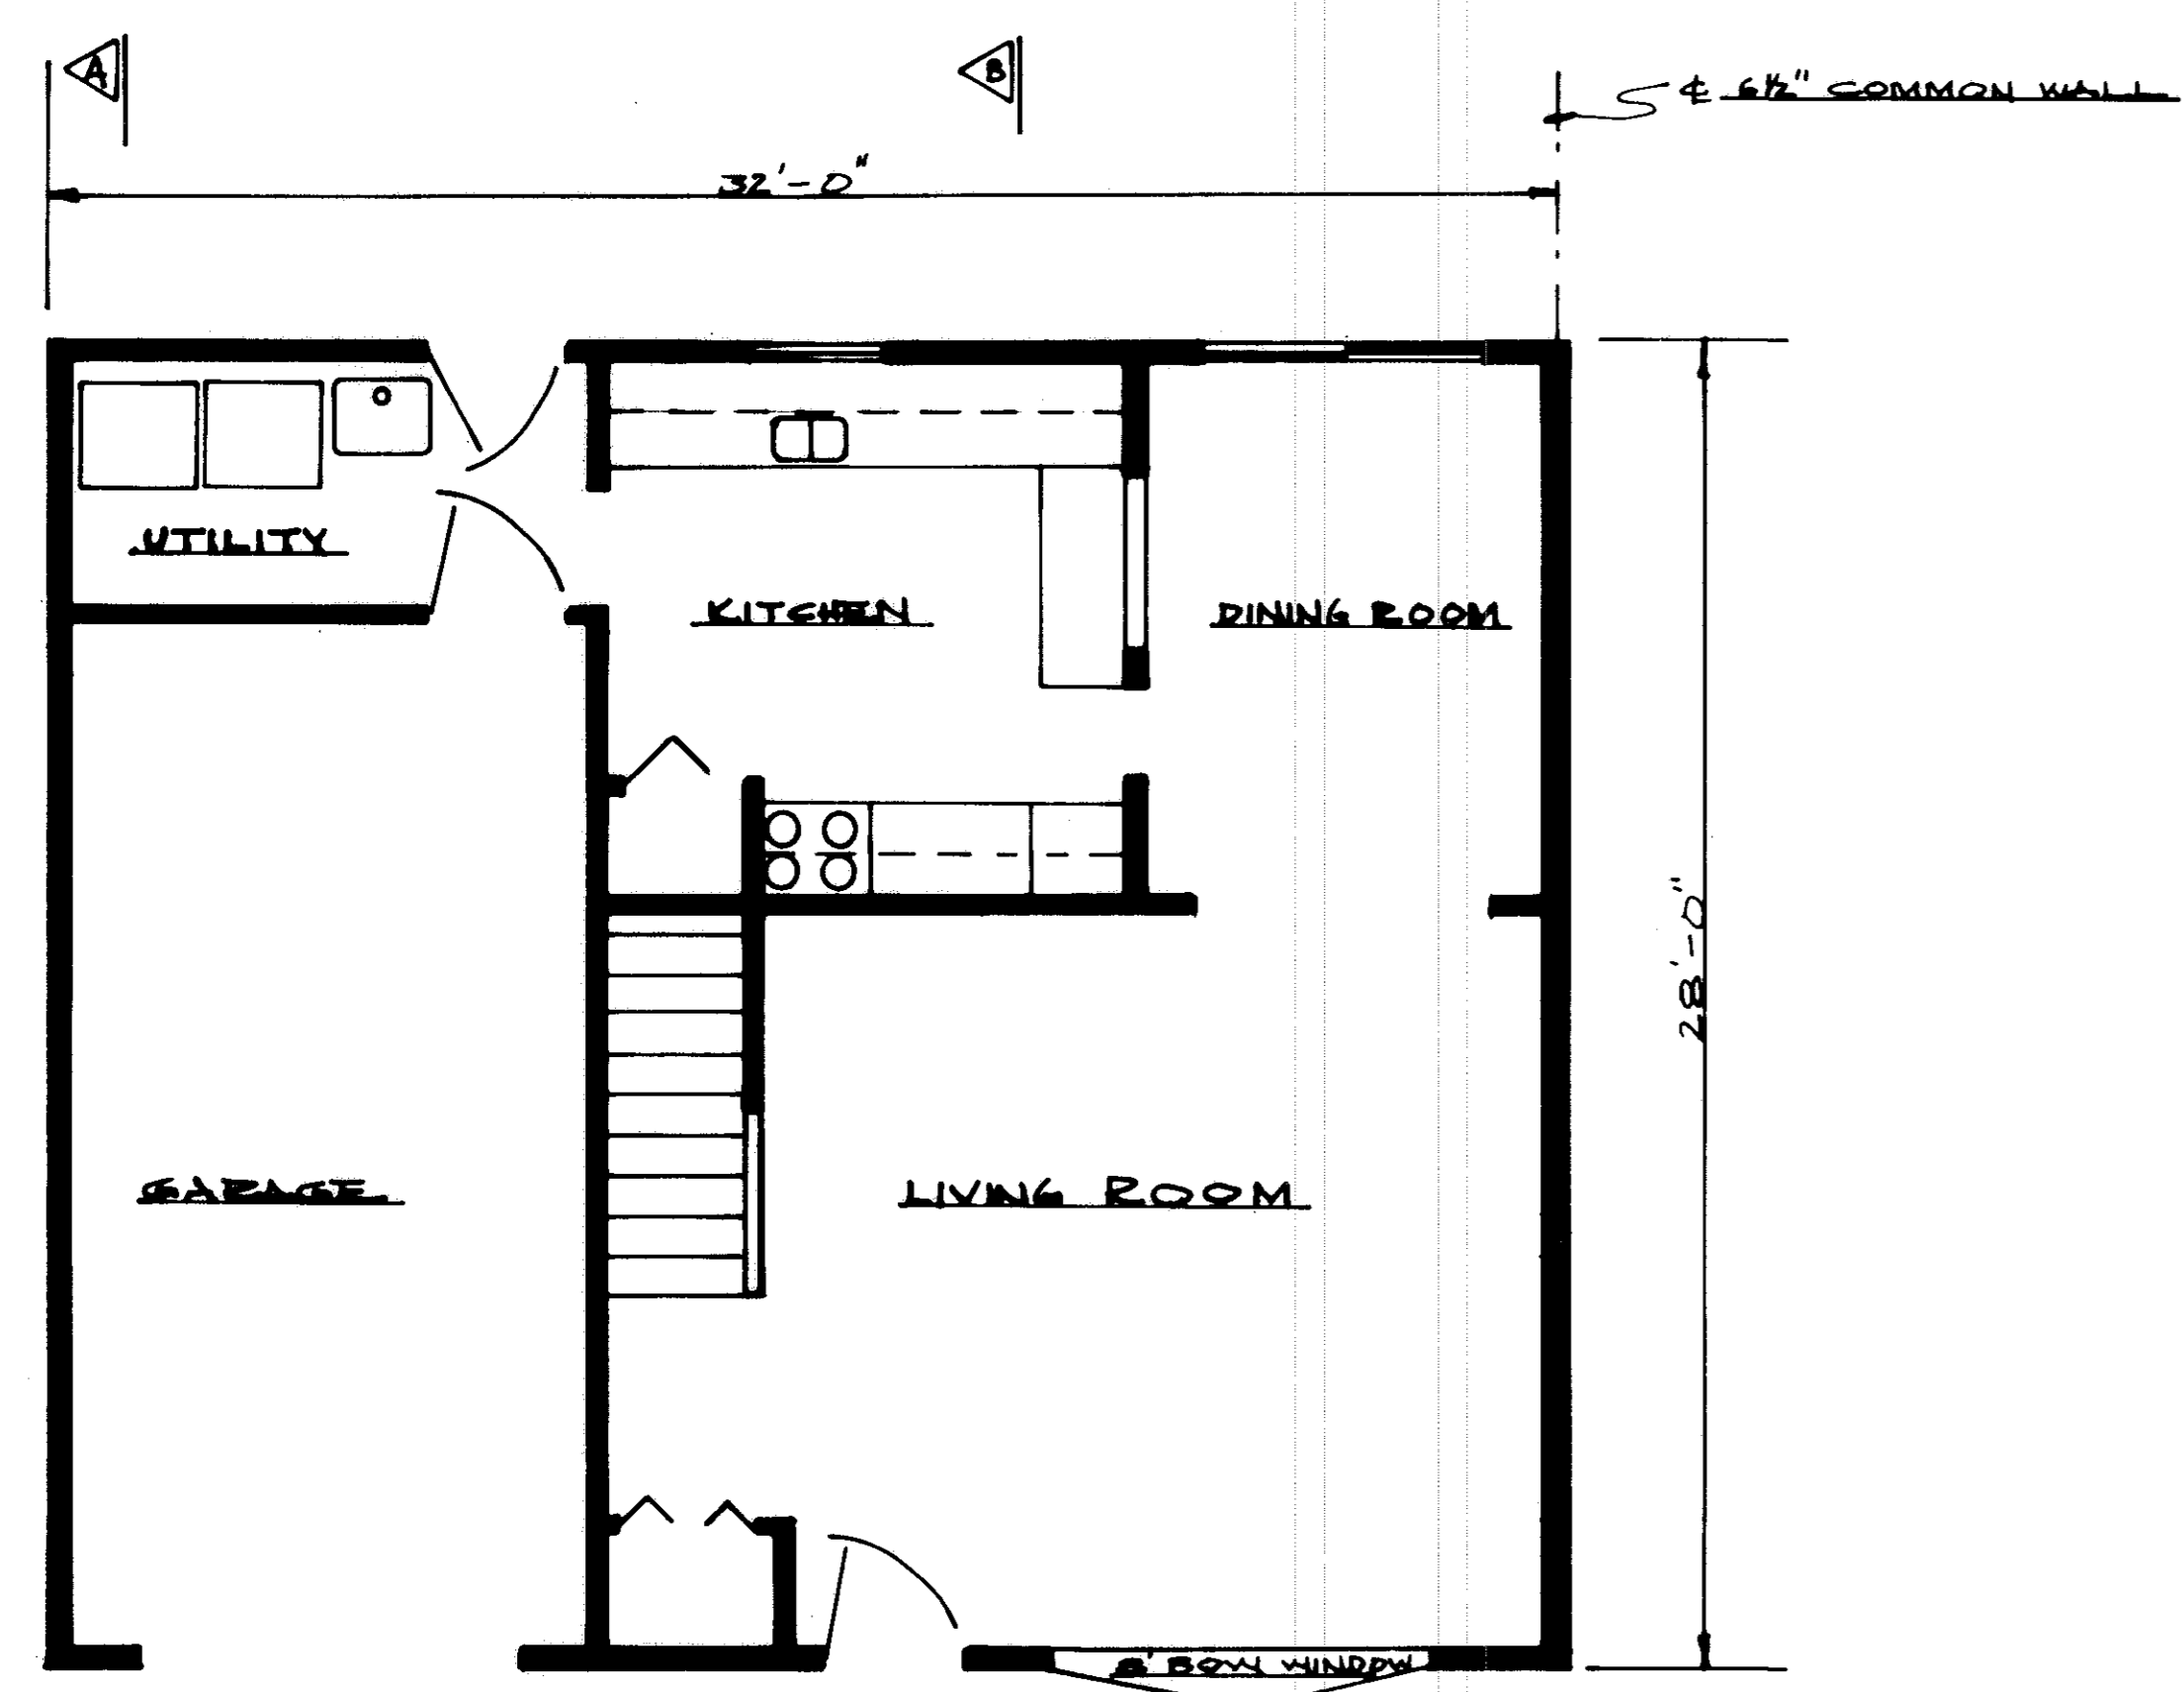 A
B
℄ 6½" COMMON WALL
32'-0"
UTILITY
KITCHEN
DINING ROOM
28'-0"
GARAGE
LIVING ROOM
8' BOW WINDOW